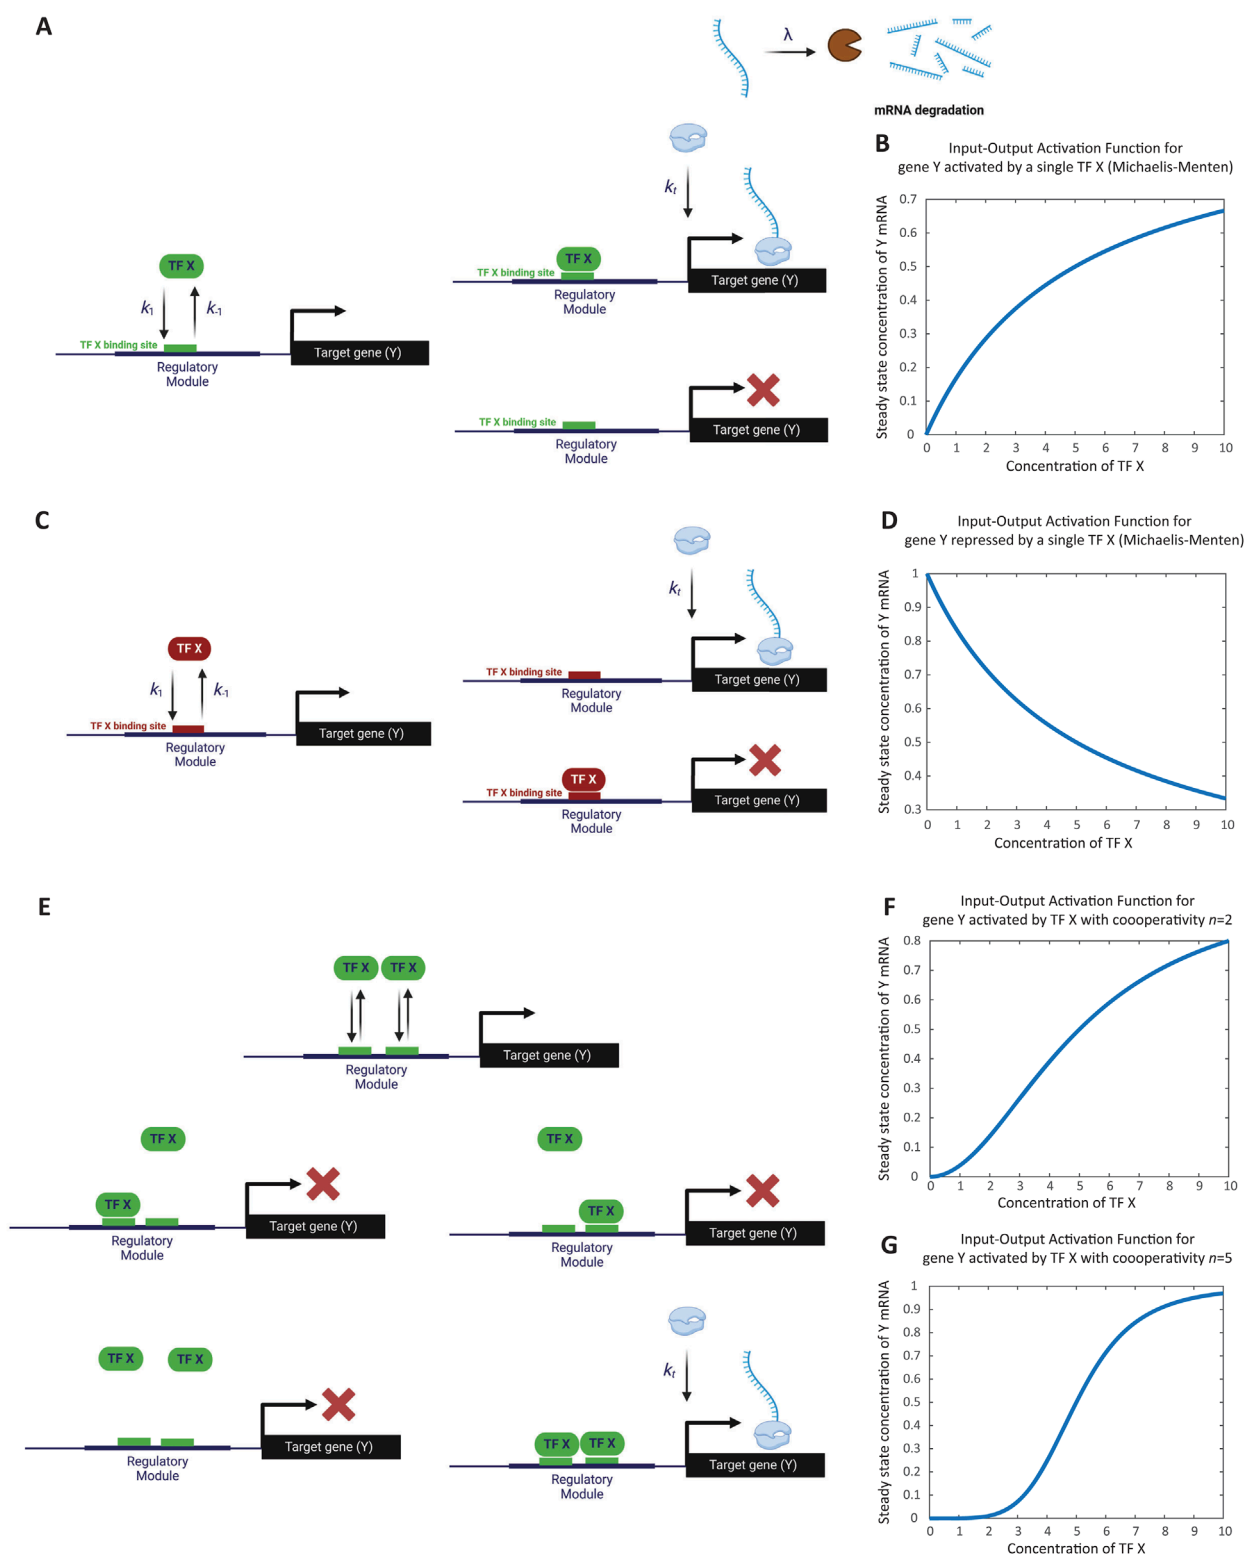 A
λ
mRNA degradation
kt
TF X
k1
k-1
TF X binding site
Regulatory
Module
Target gene (Y)
TF X
TF X binding site
Regulatory
Module
Target gene (Y)
TF X binding site
Regulatory
Module
Target gene (Y)
B
Input-Output Activation Function for
gene Y activated by a single TF X (Michaelis-Menten)
Steady state concentration of Y mRNA
0.7
0.6
0.5
0.4
0.3
0.2
0.1
0
0 1 2 3 4 5 6 7 8 9 10
Concentration of TF X
C
kt
TF X
k1
k-1
TF X binding site
Regulatory
Module
Target gene (Y)
TF X binding site
Regulatory
Module
Target gene (Y)
TF X
TF X binding site
Regulatory
Module
Target gene (Y)
D
Input-Output Activation Function for
gene Y repressed by a single TF X (Michaelis-Menten)
Steady state concentration of Y mRNA
1
0.9
0.8
0.7
0.6
0.5
0.4
0.3
0 1 2 3 4 5 6 7 8 9 10
Concentration of TF X
E
TF X TF X
Regulatory
Module
Target gene (Y)
TF X
TF X
Regulatory
Module
Target gene (Y)
TF X
TF X
Regulatory
Module
Target gene (Y)
TF X TF X
Regulatory
Module
Target gene (Y)
kt
TF X TF X
Regulatory
Module
Target gene (Y)
F
Input-Output Activation Function for
gene Y activated by TF X with coooperativity n=2
Steady state concentration of Y mRNA
0.8
0.7
0.6
0.5
0.4
0.3
0.2
0.1
0
0 1 2 3 4 5 6 7 8 9 10
Concentration of TF X
G
Input-Output Activation Function for
gene Y activated by TF X with coooperativity n=5
Steady state concentration of Y mRNA
1
0.9
0.8
0.7
0.6
0.5
0.4
0.3
0.2
0.1
0
0 1 2 3 4 5 6 7 8 9 10
Concentration of TF X